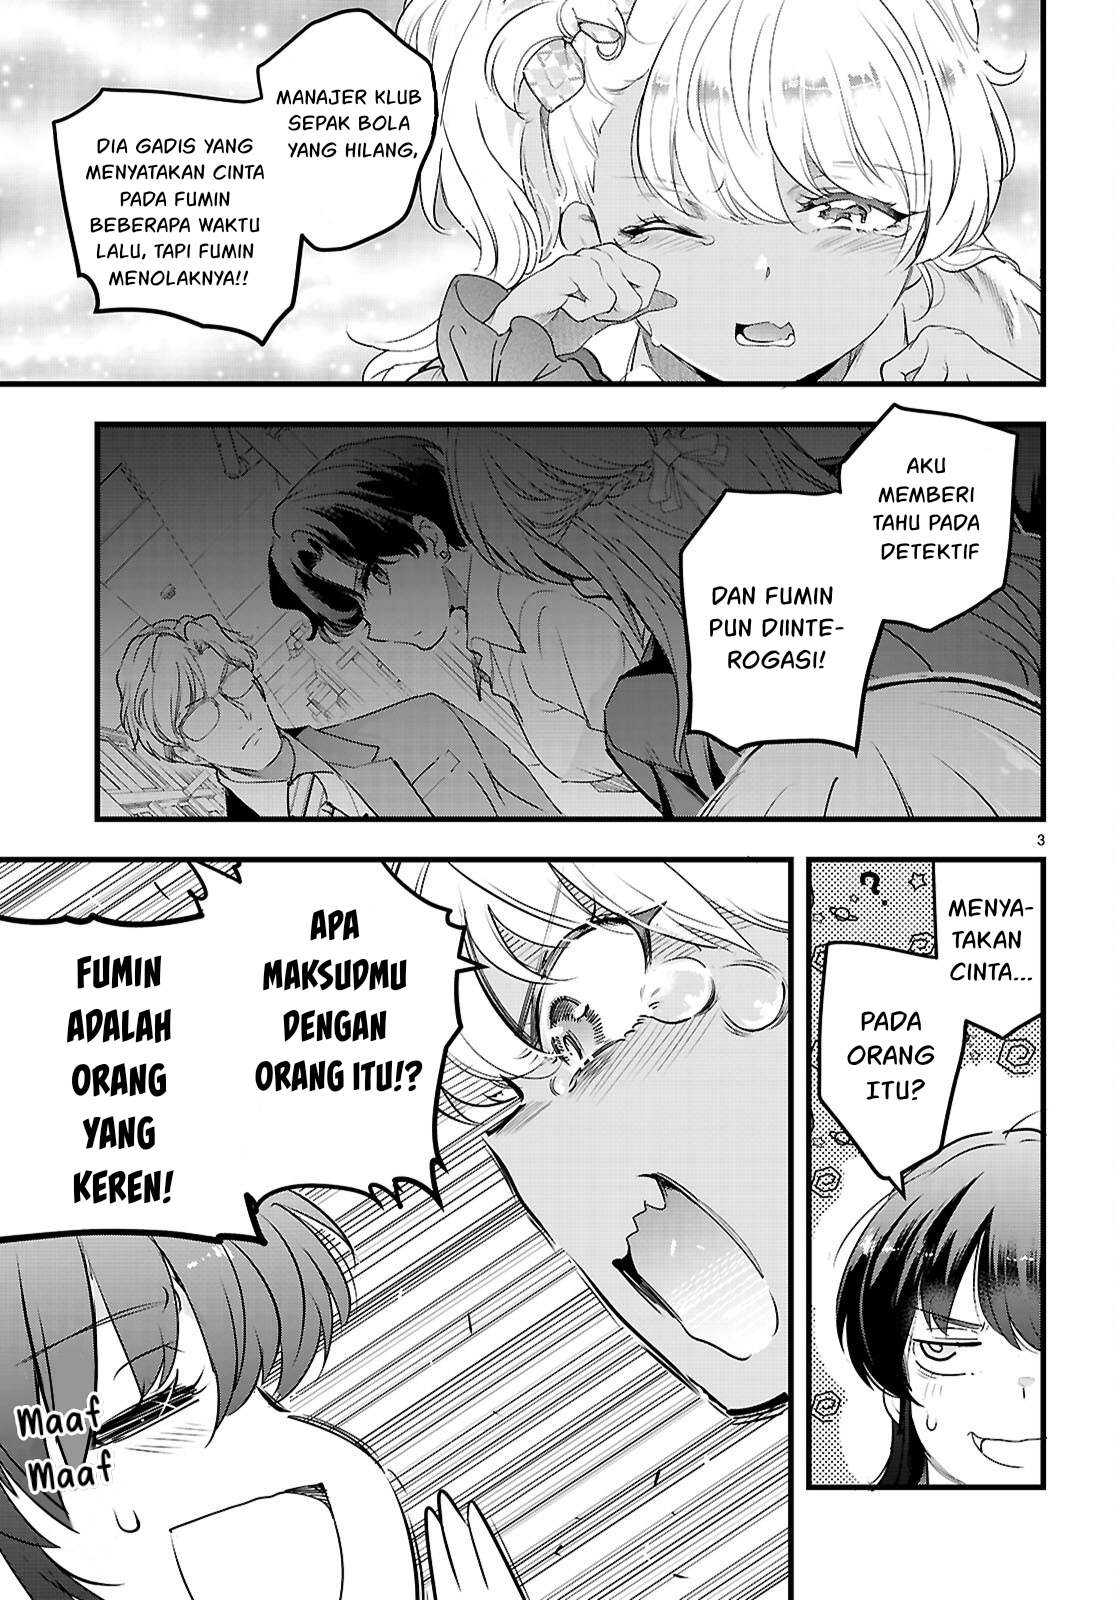 MANAJER KLUB
SEPAK BOLA
YANG HILANG,
DIA GADIS YANG
MENYATAKAN CINTA
PADA FUMIN
BEBERAPA WAKTU
LALU, TAPI FUMIN
MENOLAKNYA!!
AKU
MEMBERI
TAHU PADA
DETEKTIF
DAN FUMIN
PUN DIINTE-
ROGASI!
3
?
MENYA-
TAKAN
CINTA...
PADA
ORANG
ITU?
APA
MAKSUDMU
DENGAN
ORANG ITU!?
FUMIN
ADALAH
ORANG
YANG
KEREN!
Maaf
Maaf